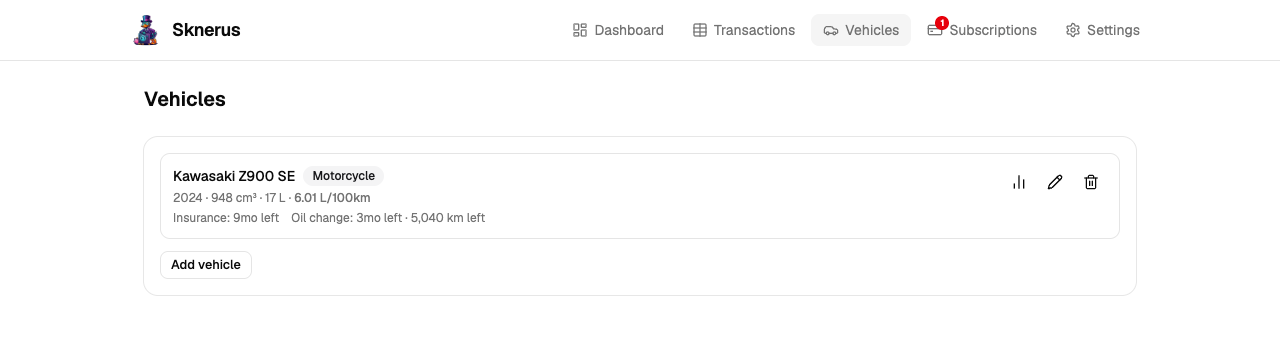 Sknerus
Dashboard
Transactions
Vehicles
1
Subscriptions
Settings
Vehicles
Kawasaki Z900 SE Motorcycle
2024 · 948 cm³ · 17 L · 6.01 L/100km
Insurance: 9mo left Oil change: 3mo left · 5,040 km left
Add vehicle